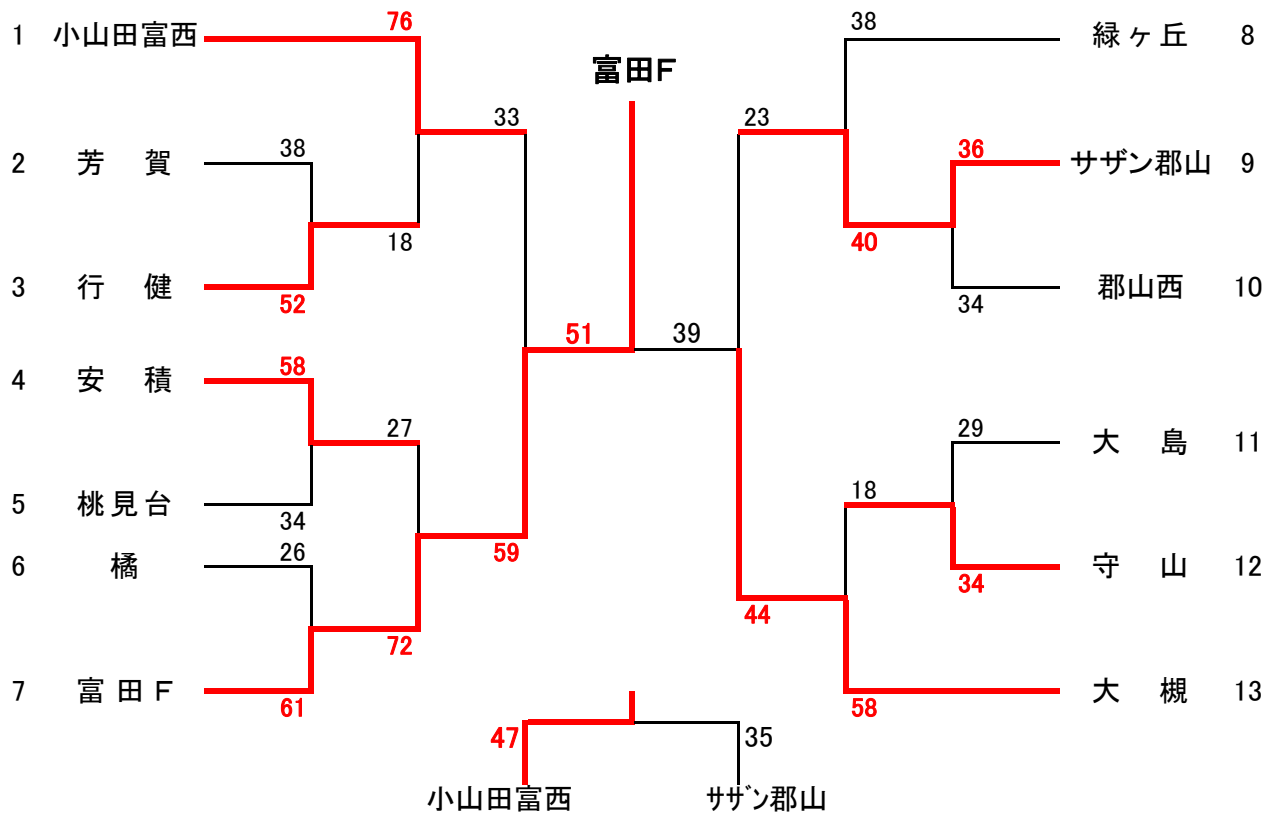 富田F
1 小山田富西 76
33
2 芳 賀 38
18
3 行 健 52
4 安 積 58
27
5 桃見台 34
6 橘 26
59
72
7 富田F 61
51
39
38 緑ヶ丘 8
23
36 サザン郡山 9
40
34 郡山西 10
29 大 島 11
18
34 守 山 12
44
58 大 槻 13
47 35
小山田富西 サザン郡山